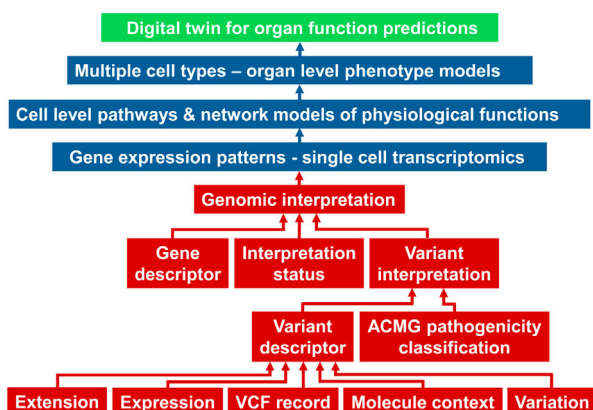 Digital twin for organ function predictions
Multiple cell types – organ level phenotype models
Cell level pathways & network models of physiological functions
Gene expression patterns - single cell transcriptomics
Genomic interpretation
Gene
descriptor
Interpretation
status
Variant
interpretation
Variant
descriptor
ACMG pathogenicity
classification
Extension
Expression
VCF record
Molecule context
Variation